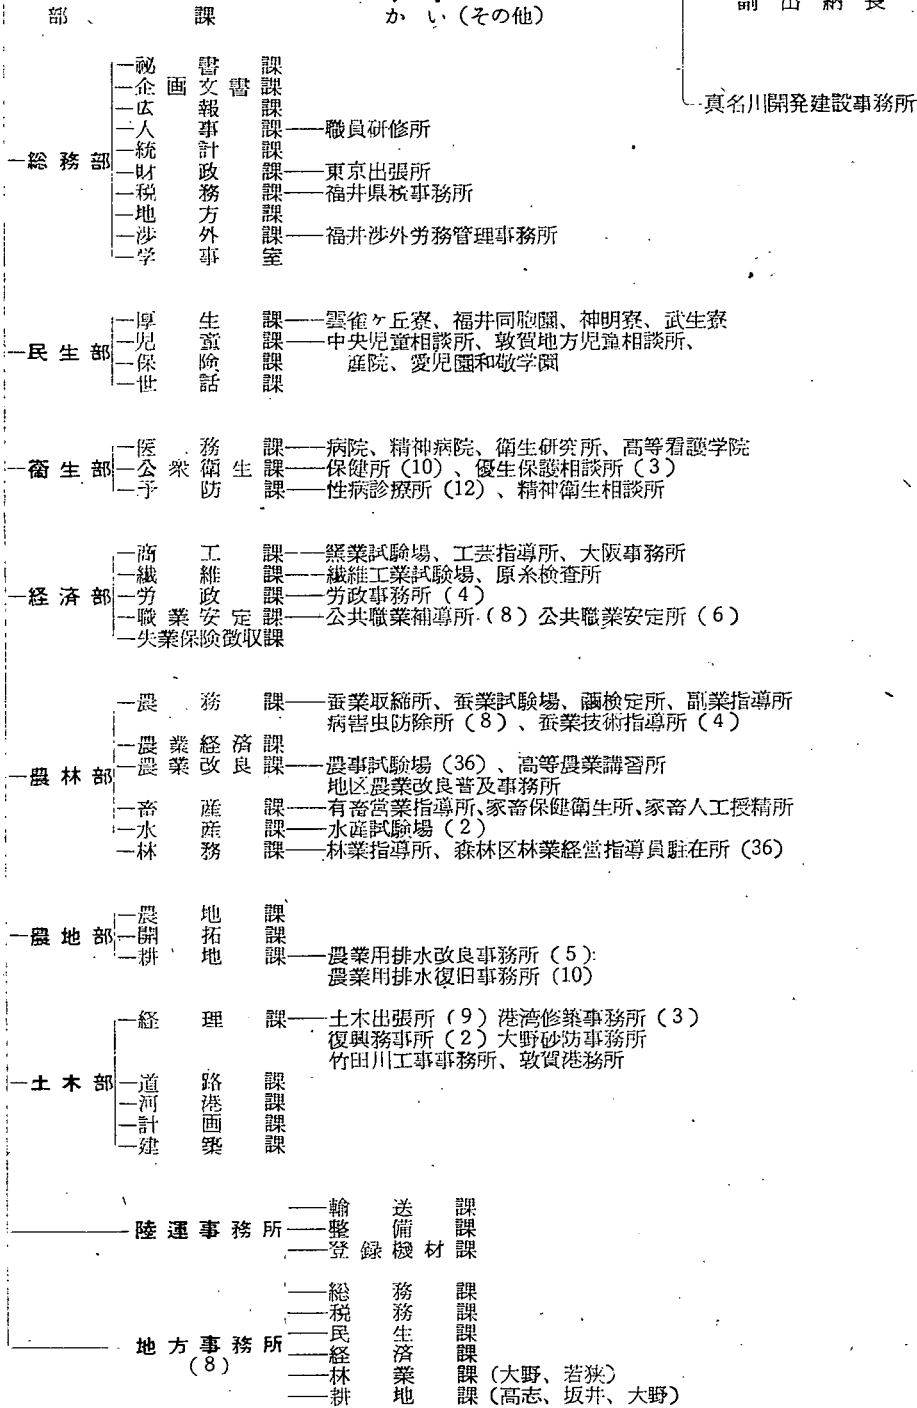 部、 課 かい(その他)
副出納長
真名川開発建設事務所
総務部
秘書課
企画文書課
広報課
人事課――職員研修所
統計課
財政課――東京出張所
税務課――福井県税事務所
地方課
渉外課――福井渉外労務管理事務所
学事室
民生部
厚生課――雲雀ヶ丘寮、福井同胞園、神明寮、武生寮
児童課――中央児童相談所、敦賀地方児童相談所、
産院、愛児園和敬学園
保険課
世話課
衛生部
医務課――病院、精神病院、衛生研究所、高等看護学院
公衆衛生課――保健所(10)、優生保護相談所(3)
予防課――性病診療所(12)、精神衛生相談所
経済部
商工課――窯業試験場、工芸指導所、大阪事務所
繊維課――繊維工業試験場、原糸検査所
労政課――労政事務所(4)
職業安定課――公共職業補導所(8)公共職業安定所(6)
失業保険徴収課
農林部
農務課――蚕業取締所、蚕業試験場、繭検定所、副業指導所
病害虫防除所(8)、蚕業技術指導所(4)
農業経済課
農業改良課――農事試験場(36)、高等農業講習所
地区農業改良普及事務所
畜産課――有畜営業指導所、家畜保健衛生所、家畜人工授精所
水産課――水産試験場(2)
林務課――林業指導所、森林区林業経営指導員駐在所(36)
農地部
農地課
開拓課
耕地課――農業用排水改良事務所(5)
農業用排水復旧事務所(10)
土木部
経理課――土木出張所(9)港湾修築事務所(3)
復興務事所(2)大野砂防事務所
竹田川工事事務所、敦賀港務所
道路課
河港課
計画課
建築課
陸運事務所
輸送課
整備課
登録機材課
地方事務所
(8)
総務課
税務課
民生課
経済課
林業課(大野、若狭)
耕地課(高志、坂井、大野)